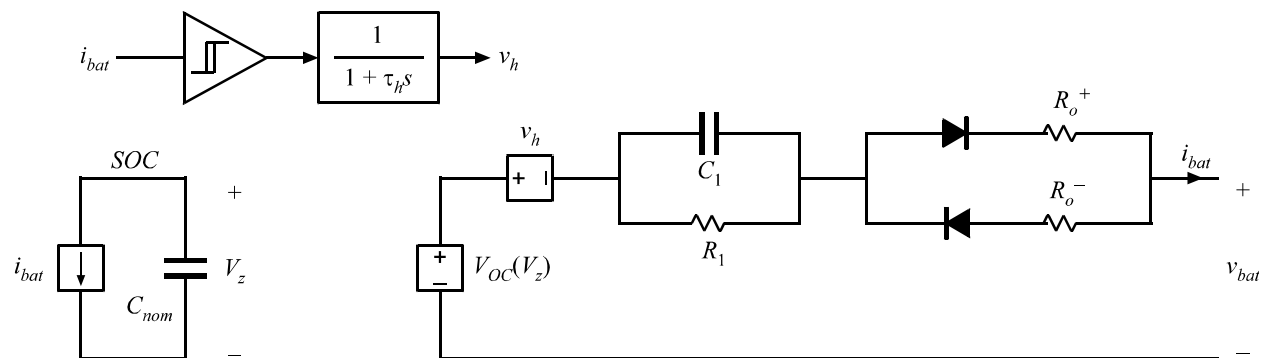 i_bat
1
1 + τ_h s
v_h
SOC
+
i_bat
C_nom
V_z
−
v_h
+ −
+
−
V_OC(V_z)
C_1
R_1
R_o^+
R_o^−
i_bat
+
v_bat
−